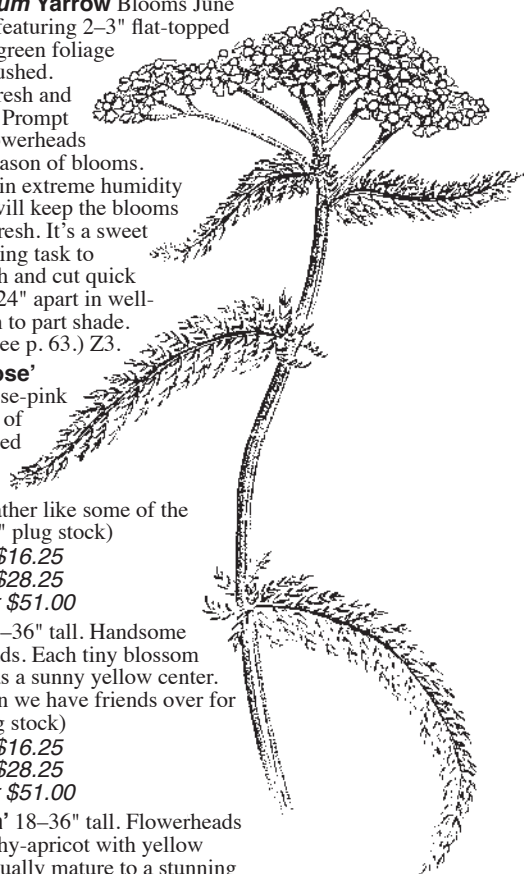 um Yarrow Blooms June
featuring 2–3" flat-topped
green foliage
ushed.
resh and
Prompt
owerheads
ason of blooms.
in extreme humidity
will keep the blooms
resh. It's a sweet
ing task to
h and cut quick
24" apart in well-
n to part shade.
ee p. 63.) Z3.
ose'
se-pink
of
ed
ather like some of the
" plug stock)
$16.25
$28.25
$51.00
–36" tall. Handsome
ds. Each tiny blossom
s a sunny yellow center.
n we have friends over for
g stock)
$16.25
$28.25
$51.00
n' 18–36" tall. Flowerheads
hy-apricot with yellow
ually mature to a stunning